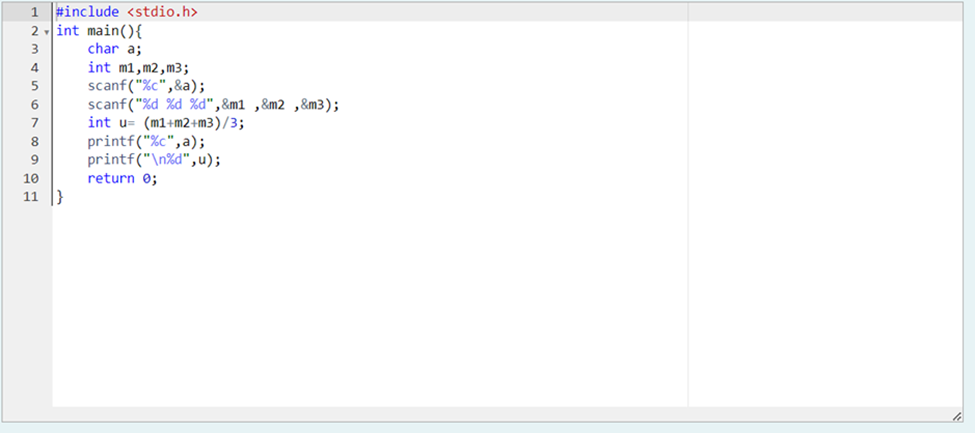 1 #include <stdio.h>
2 int main(){
3     char a;
4     int m1,m2,m3;
5     scanf("%c",&a);
6     scanf("%d %d %d",&m1 ,&m2 ,&m3);
7     int u= (m1+m2+m3)/3;
8     printf("%c",a);
9     printf("\n%d",u);
10     return 0;
11 }